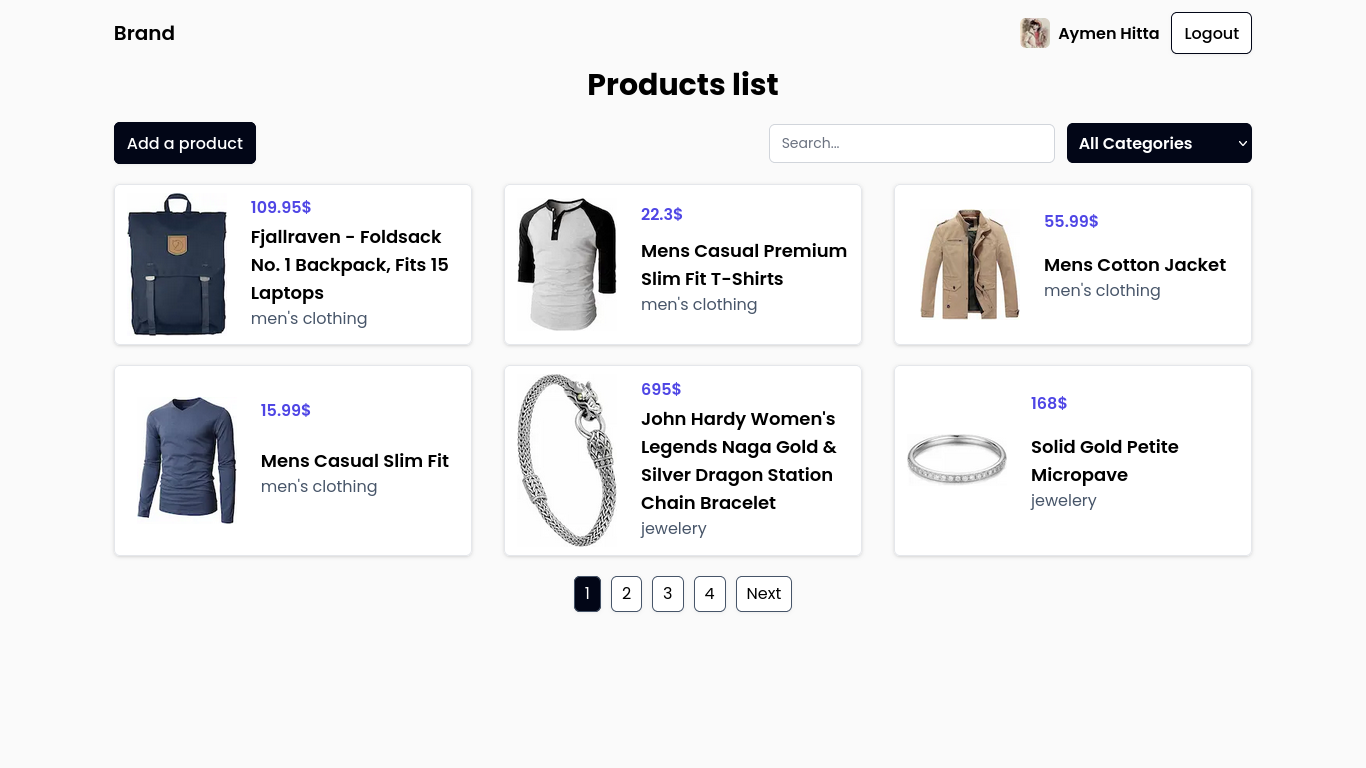 Brand
Aymen Hitta
Logout
Products list
Add a product
Search...
All Categories
109.95$
Fjallraven - Foldsack
No. 1 Backpack, Fits 15
Laptops
men's clothing
22.3$
Mens Casual Premium
Slim Fit T-Shirts
men's clothing
55.99$
Mens Cotton Jacket
men's clothing
15.99$
Mens Casual Slim Fit
men's clothing
695$
John Hardy Women's
Legends Naga Gold &
Silver Dragon Station
Chain Bracelet
jewelery
168$
Solid Gold Petite
Micropave
jewelery
1
2
3
4
Next